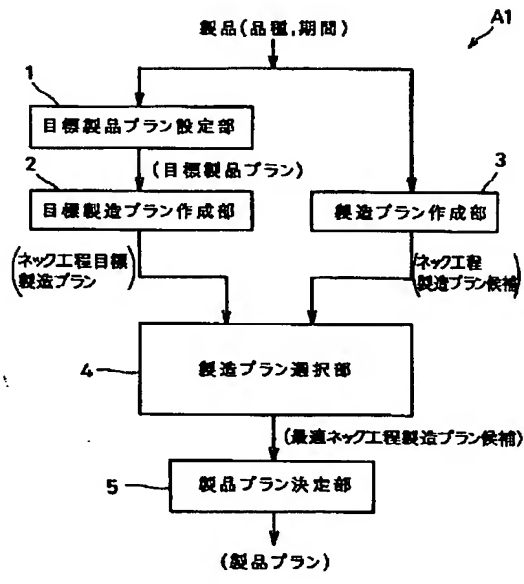 A1
製品(品種,期間)
1
目標製品プラン設定部
(目標製品プラン)
2
目標製造プラン作成部
3
製造プラン作成部
(ネック工程目標
製造プラン)
(ネック工程
製造プラン候補)
4
製造プラン選択部
(最適ネック工程製造プラン候補)
5
製品プラン決定部
(製品プラン)